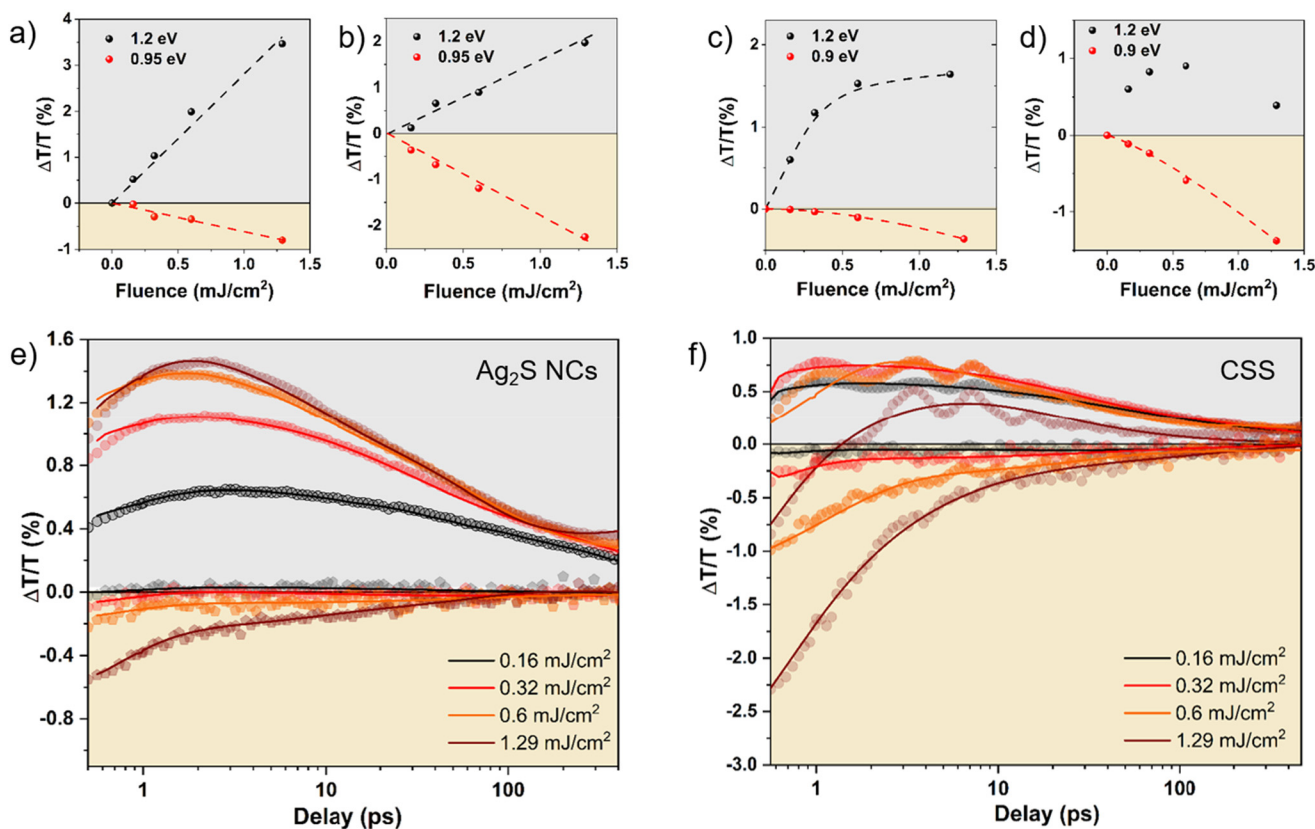 a)
1.2 eV
0.95 eV
ΔT/T (%)
4
3
2
1
0
-1
0.0 0.5 1.0 1.5
Fluence (mJ/cm²)
b)
1.2 eV
0.95 eV
2
1
0
-1
-2
0.0 0.5 1.0 1.5
Fluence (mJ/cm²)
c)
1.2 eV
0.9 eV
ΔT/T(%)
2
1
0
0.0 0.5 1.0 1.5
Fluence (mJ/cm²)
d)
1.2 eV
0.9 eV
ΔT/T (%)
1
0
-1
0.0 0.5 1.0 1.5
Fluence (mJ/cm²)
e)
Ag₂S NCs
ΔT/T (%)
1.6
1.2
0.8
0.4
0.0
-0.4
-0.8
0.16 mJ/cm²
0.32 mJ/cm²
0.6 mJ/cm²
1.29 mJ/cm²
1 10 100
Delay (ps)
f)
CSS
ΔT/T (%)
1.0
0.5
0.0
-0.5
-1.0
-1.5
-2.0
-2.5
-3.0
0.16 mJ/cm²
0.32 mJ/cm²
0.6 mJ/cm²
1.29 mJ/cm²
1 10 100
Delay (ps)